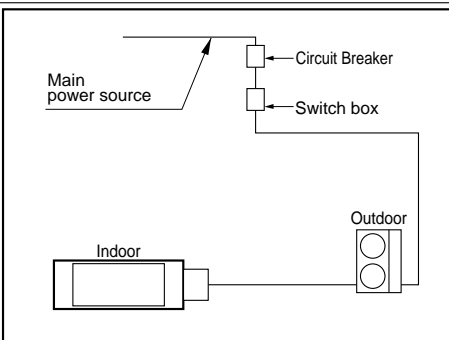 Circuit Breaker
Main
power source
Switch box
Outdoor
Indoor